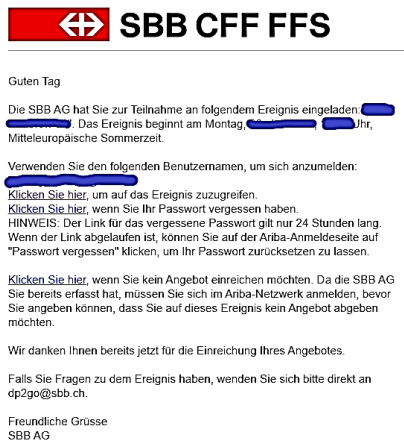 SBB CFF FFS
Guten Tag
Die SBB AG hat Sie zur Teilnahme an folgendem Ereignis eingeladen:
. Das Ereignis beginnt am Montag, , Uhr,
Mitteleuropäische Sommerzeit.
Verwenden Sie den folgenden Benutzernamen, um sich anzumelden:
Klicken Sie hier, um auf das Ereignis zuzugreifen.
Klicken Sie hier, wenn Sie Ihr Passwort vergessen haben.
HINWEIS: Der Link für das vergessene Passwort gilt nur 24 Stunden lang.
Wenn der Link abgelaufen ist, können Sie auf der Ariba-Anmeldeseite auf
"Passwort vergessen" klicken, um Ihr Passwort zurücksetzen zu lassen.
Klicken Sie hier, wenn Sie kein Angebot einreichen möchten. Da die SBB AG
Sie bereits erfasst hat, müssen Sie sich im Ariba-Netzwerk anmelden, bevor
Sie angeben können, dass Sie auf dieses Ereignis kein Angebot abgeben
möchten.
Wir danken Ihnen bereits jetzt für die Einreichung Ihres Angebotes.
Falls Sie Fragen zu dem Ereignis haben, wenden Sie sich bitte direkt an
dp2go@sbb.ch.
Freundliche Grüsse
SBB AG